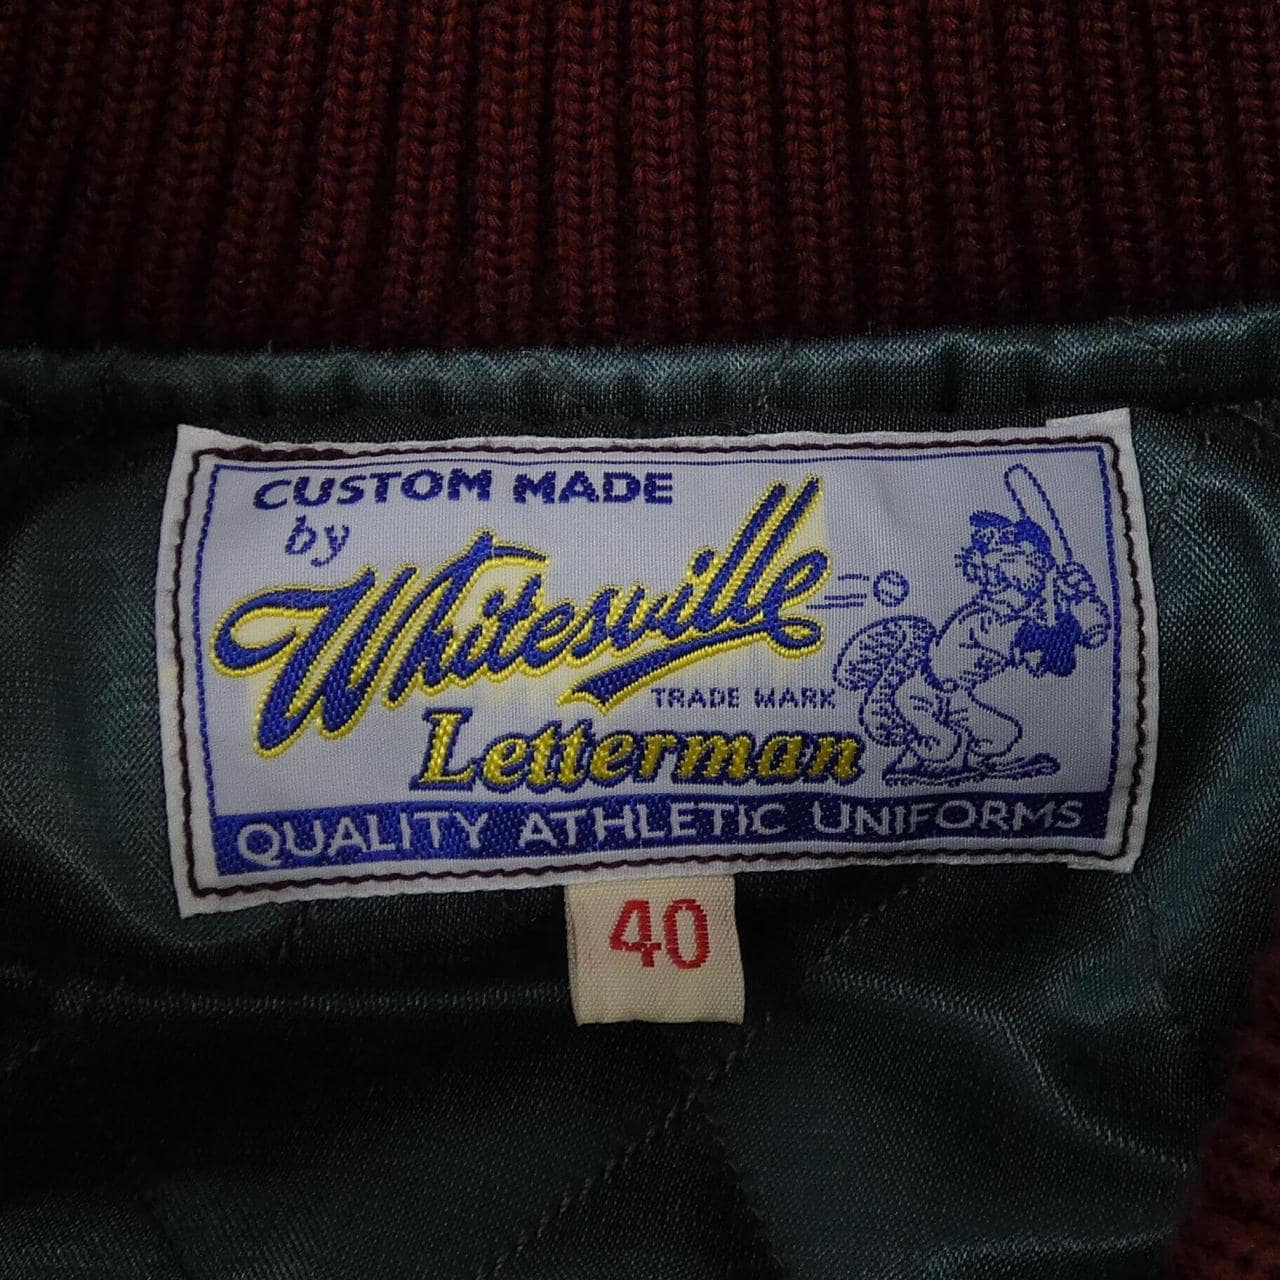 CUSTOM MADE
by
Whitesville
TRADE MARK
Letterman
QUALITY ATHLETIC UNIFORMS
40